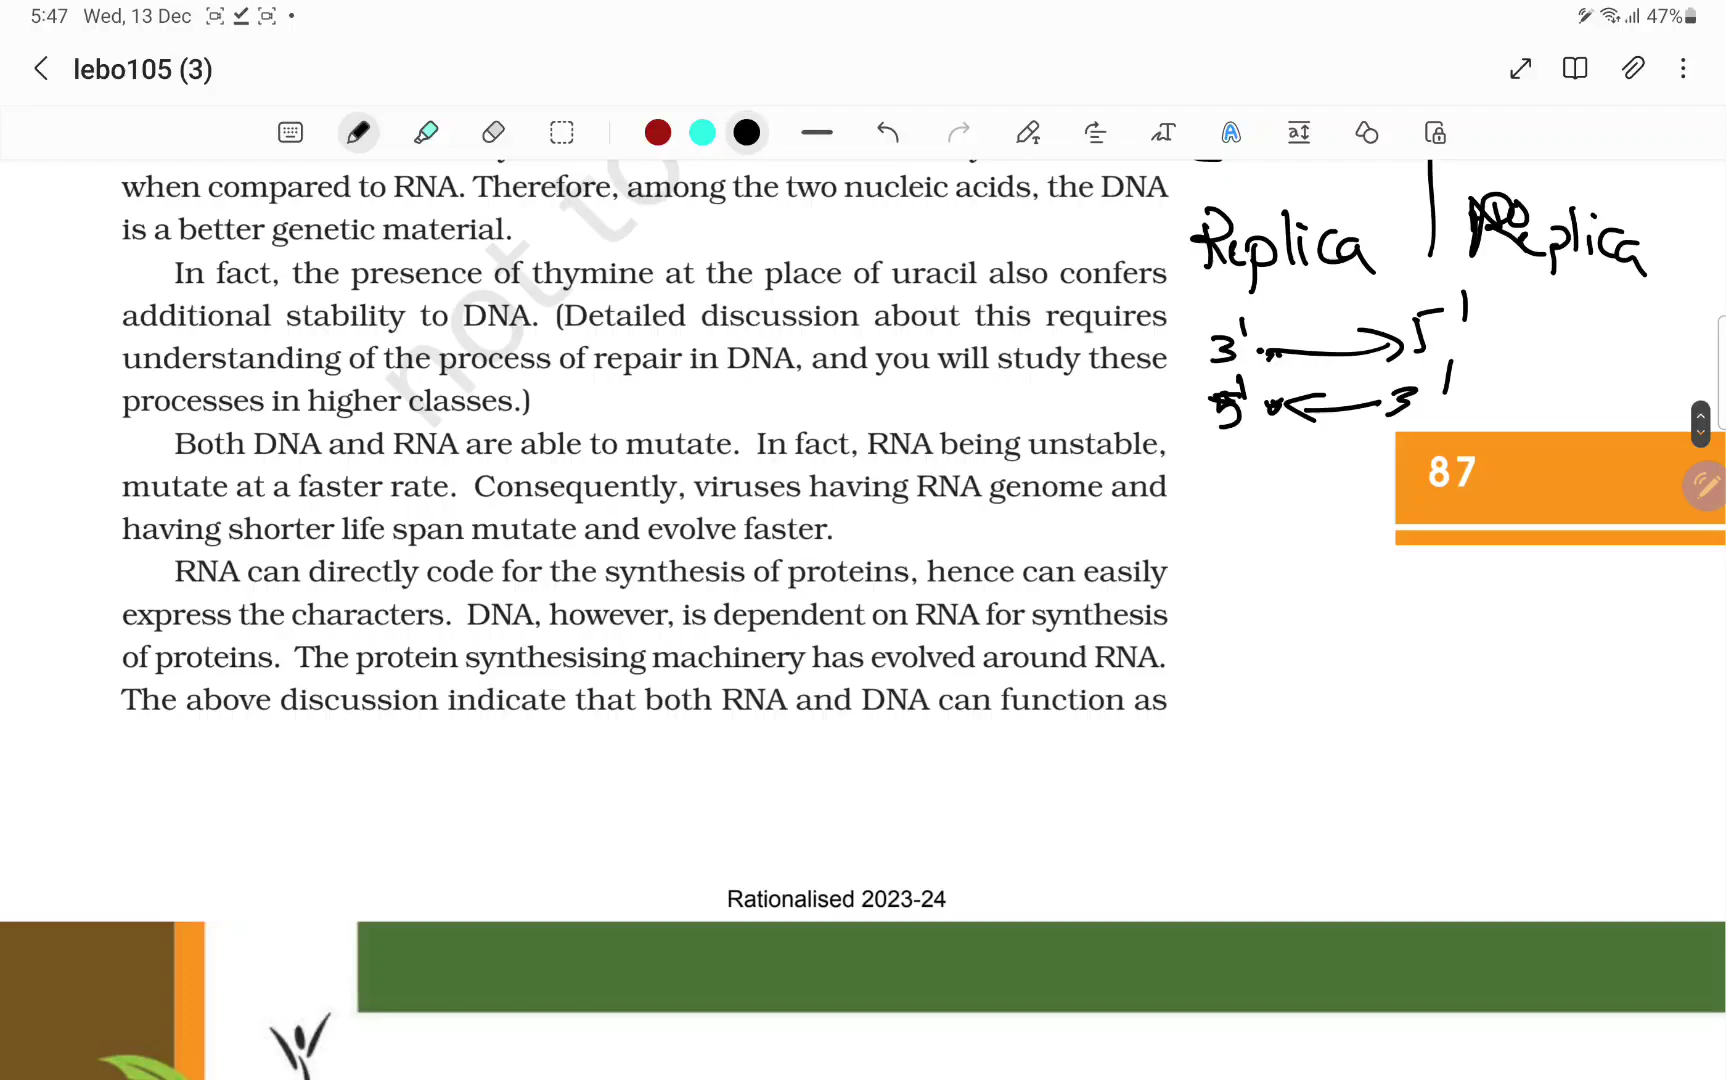 5:47 Wed, 13 Dec
47%
lebo105 (3)
when compared to RNA. Therefore, among the two nucleic acids, the DNA
is a better genetic material.
In fact, the presence of thymine at the place of uracil also confers
additional stability to DNA. (Detailed discussion about this requires
understanding of the process of repair in DNA, and you will study these
processes in higher classes.)
Both DNA and RNA are able to mutate. In fact, RNA being unstable,
mutate at a faster rate. Consequently, viruses having RNA genome and
having shorter life span mutate and evolve faster.
RNA can directly code for the synthesis of proteins, hence can easily
express the characters. DNA, however, is dependent on RNA for synthesis
of proteins. The protein synthesising machinery has evolved around RNA.
The above discussion indicate that both RNA and DNA can function as
not to
Replica Replica
3' → 5'
5' ← 3'
87
Rationalised 2023-24